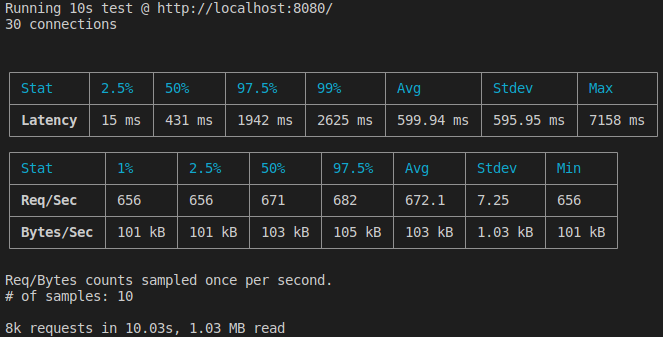 Running 10s test @ http://localhost:8080/
30 connections
Stat 2.5% 50% 97.5% 99% Avg Stdev Max
Latency 15 ms 431 ms 1942 ms 2625 ms 599.94 ms 595.95 ms 7158 ms
Stat 1% 2.5% 50% 97.5% Avg Stdev Min
Req/Sec 656 656 671 682 672.1 7.25 656
Bytes/Sec 101 kB 101 kB 103 kB 105 kB 103 kB 1.03 kB 101 kB
Req/Bytes counts sampled once per second.
# of samples: 10
8k requests in 10.03s, 1.03 MB read